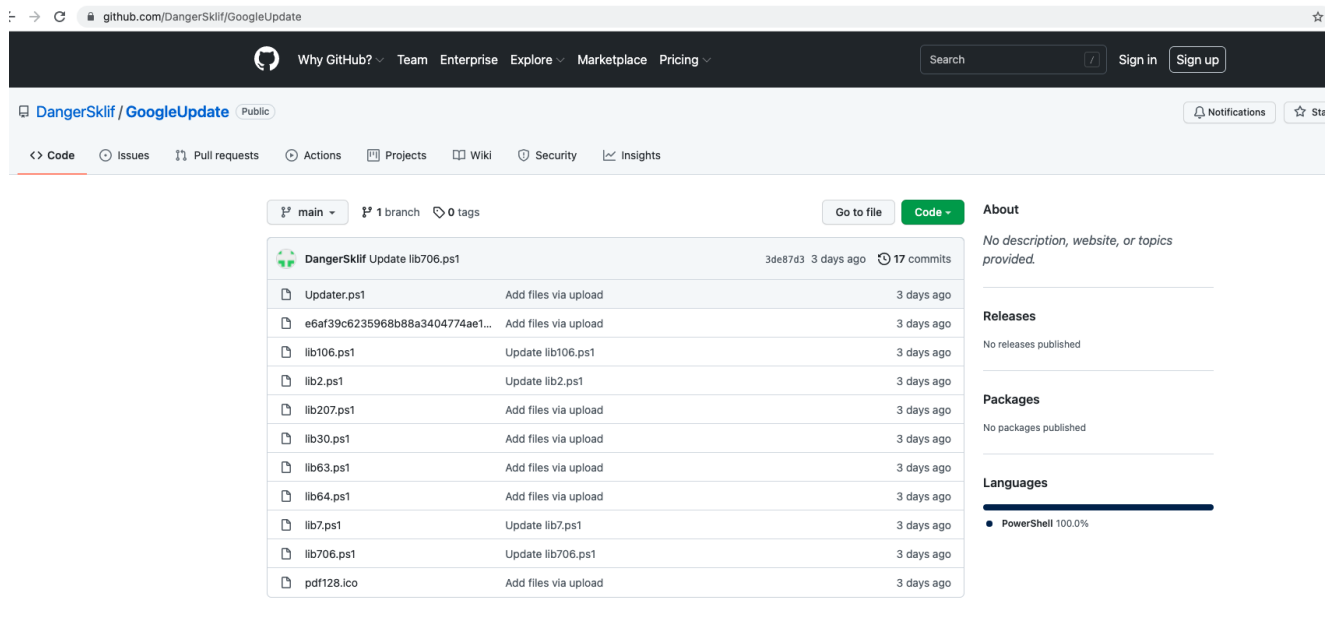 github.com/DangerSklif/GoogleUpdate
Why GitHub? Team Enterprise Explore Marketplace Pricing Search / Sign in Sign up
DangerSklif / GoogleUpdate Public Notifications Sta
<> Code Issues Pull requests Actions Projects Wiki Security Insights
main 1 branch 0 tags Go to file Code
DangerSklif Update lib706.ps1 3de87d3 3 days ago 17 commits
Updater.ps1 Add files via upload 3 days ago
e6af39c6235968b88a3404774ae1... Add files via upload 3 days ago
lib106.ps1 Update lib106.ps1 3 days ago
lib2.ps1 Update lib2.ps1 3 days ago
lib207.ps1 Add files via upload 3 days ago
lib30.ps1 Add files via upload 3 days ago
lib63.ps1 Add files via upload 3 days ago
lib64.ps1 Add files via upload 3 days ago
lib7.ps1 Update lib7.ps1 3 days ago
lib706.ps1 Update lib706.ps1 3 days ago
pdf128.ico Add files via upload 3 days ago
About
No description, website, or topics
provided.
Releases
No releases published
Packages
No packages published
Languages
PowerShell 100.0%